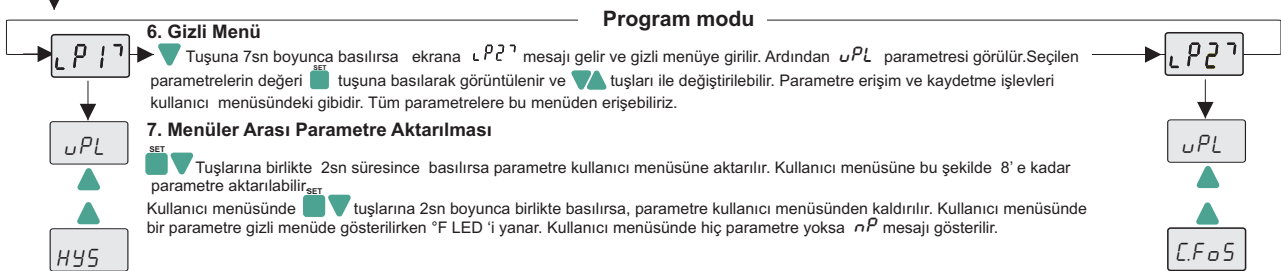 Program modu
6. Gizli Menü
Tuşuna 7sn boyunca basılırsa ekrana ⌞P2⌝ mesajı gelir ve gizli menüye girilir. Ardından uPL parametresi görülür.Seçilen
parametrelerin değeri SET tuşuna basılarak görüntülenir ve tuşları ile değiştirilebilir. Parametre erişim ve kaydetme işlevleri
kullanıcı menüsündeki gibidir. Tüm parametrelere bu menüden erişebiliriz.
7. Menüler Arası Parametre Aktarılması
SET Tuşlarına birlikte 2sn süresince basılırsa parametre kullanıcı menüsüne aktarılır. Kullanıcı menüsüne bu şekilde 8' e kadar
parametre aktarılabilir.
Kullanıcı menüsünde SET tuşlarına 2sn boyunca birlikte basılırsa, parametre kullanıcı menüsünden kaldırılır. Kullanıcı menüsünde
bir parametre gizli menüde gösterilirken °F LED 'i yanar. Kullanıcı menüsünde hiç parametre yoksa nP mesajı gösterilir.
⌞P1⌝
uPL
HYS
⌞P2⌝
uPL
C.FoS